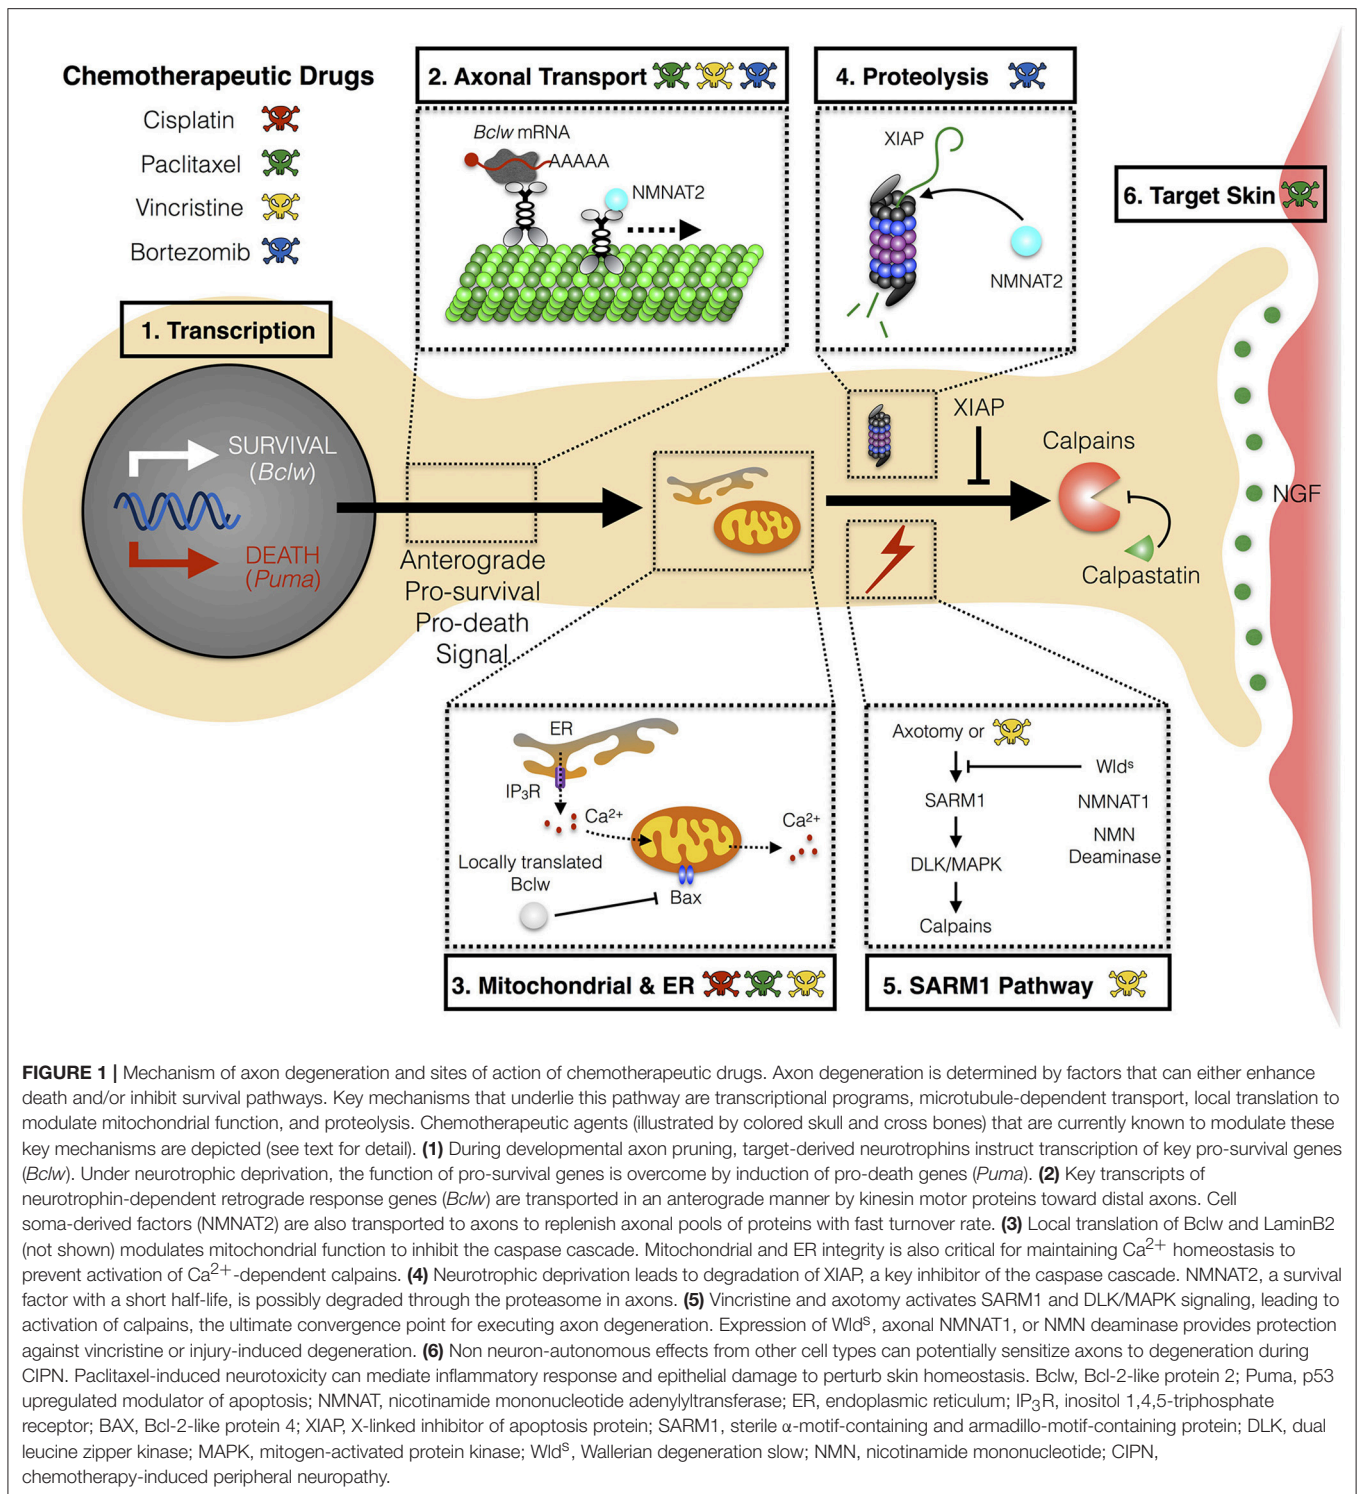 Chemotherapeutic Drugs
Cisplatin
Paclitaxel
Vincristine
Bortezomib
1. Transcription
SURVIVAL
(Bclw)
DEATH
(Puma)
2. Axonal Transport
Bclw mRNA
AAAAA
NMNAT2
4. Proteolysis
XIAP
NMNAT2
6. Target Skin
Anterograde
Pro-survival
Pro-death
Signal
XIAP
Calpains
Calpastatin
NGF
ER
IP₃R
Ca²⁺
Ca²⁺
Locally translated
Bclw
Bax
3. Mitochondrial & ER
Axotomy or
Wldˢ
SARM1
NMNAT1
NMN
Deaminase
DLK/MAPK
Calpains
5. SARM1 Pathway
FIGURE 1 | Mechanism of axon degeneration and sites of action of chemotherapeutic drugs. Axon degeneration is determined by factors that can either enhance
death and/or inhibit survival pathways. Key mechanisms that underlie this pathway are transcriptional programs, microtubule-dependent transport, local translation to
modulate mitochondrial function, and proteolysis. Chemotherapeutic agents (illustrated by colored skull and cross bones) that are currently known to modulate these
key mechanisms are depicted (see text for detail). (1) During developmental axon pruning, target-derived neurotrophins instruct transcription of key pro-survival genes
(Bclw). Under neurotrophic deprivation, the function of pro-survival genes is overcome by induction of pro-death genes (Puma). (2) Key transcripts of
neurotrophin-dependent retrograde response genes (Bclw) are transported in an anterograde manner by kinesin motor proteins toward distal axons. Cell
soma-derived factors (NMNAT2) are also transported to axons to replenish axonal pools of proteins with fast turnover rate. (3) Local translation of Bclw and LaminB2
(not shown) modulates mitochondrial function to inhibit the caspase cascade. Mitochondrial and ER integrity is also critical for maintaining Ca²⁺ homeostasis to
prevent activation of Ca²⁺-dependent calpains. (4) Neurotrophic deprivation leads to degradation of XIAP, a key inhibitor of the caspase cascade. NMNAT2, a survival
factor with a short half-life, is possibly degraded through the proteasome in axons. (5) Vincristine and axotomy activates SARM1 and DLK/MAPK signaling, leading to
activation of calpains, the ultimate convergence point for executing axon degeneration. Expression of Wldˢ, axonal NMNAT1, or NMN deaminase provides protection
against vincristine or injury-induced degeneration. (6) Non neuron-autonomous effects from other cell types can potentially sensitize axons to degeneration during
CIPN. Paclitaxel-induced neurotoxicity can mediate inflammatory response and epithelial damage to perturb skin homeostasis. Bclw, Bcl-2-like protein 2; Puma, p53
upregulated modulator of apoptosis; NMNAT, nicotinamide mononucleotide adenylyltransferase; ER, endoplasmic reticulum; IP₃R, inositol 1,4,5-triphosphate
receptor; BAX, Bcl-2-like protein 4; XIAP, X-linked inhibitor of apoptosis protein; SARM1, sterile α-motif-containing and armadillo-motif-containing protein; DLK, dual
leucine zipper kinase; MAPK, mitogen-activated protein kinase; Wldˢ, Wallerian degeneration slow; NMN, nicotinamide mononucleotide; CIPN,
chemotherapy-induced peripheral neuropathy.